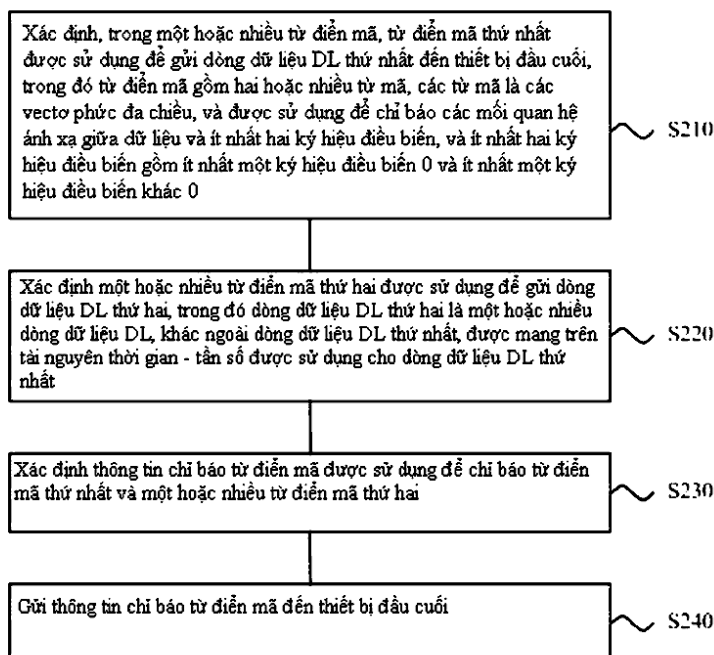 Xác định, trong một hoặc nhiều từ điển mã, từ điển mã thứ nhất
được sử dụng để gửi dòng dữ liệu DL thứ nhất đến thiết bị đầu cuối,
trong đó từ điển mã gồm hai hoặc nhiều từ mã, các từ mã là các
vectơ phức đa chiều, và được sử dụng để chỉ báo các mối quan hệ
ánh xạ giữa dữ liệu và ít nhất hai ký hiệu điều biến, và ít nhất hai ký
hiệu điều biến gồm ít nhất một ký hiệu điều biến 0 và ít nhất một ký
hiệu điều biến khác 0
S210
Xác định một hoặc nhiều từ điển mã thứ hai được sử dụng để gửi dòng
dữ liệu DL thứ hai, trong đó dòng dữ liệu DL thứ hai là một hoặc nhiều
dòng dữ liệu DL, khác ngoài dòng dữ liệu DL thứ nhất, được mang trên
tài nguyên thời gian - tần số được sử dụng cho dòng dữ liệu DL thứ
nhất
S220
Xác định thông tin chỉ báo từ điển mã được sử dụng để chỉ báo từ điển
mã thứ nhất và một hoặc nhiều từ điển mã thứ hai
S230
Gửi thông tin chỉ báo từ điển mã đến thiết bị đầu cuối
S240